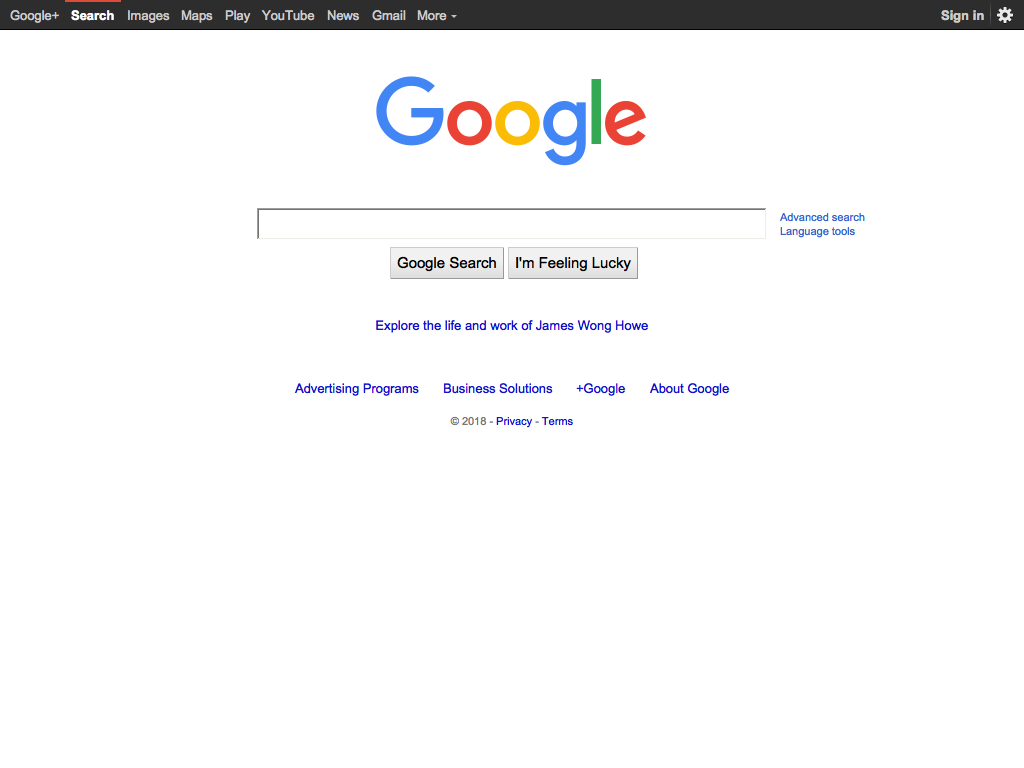 Google+ Search Images Maps Play YouTube News Gmail More Sign in
Google
Advanced search
Language tools
Google Search I'm Feeling Lucky
Explore the life and work of James Wong Howe
Advertising Programs Business Solutions +Google About Google
© 2018 - Privacy - Terms